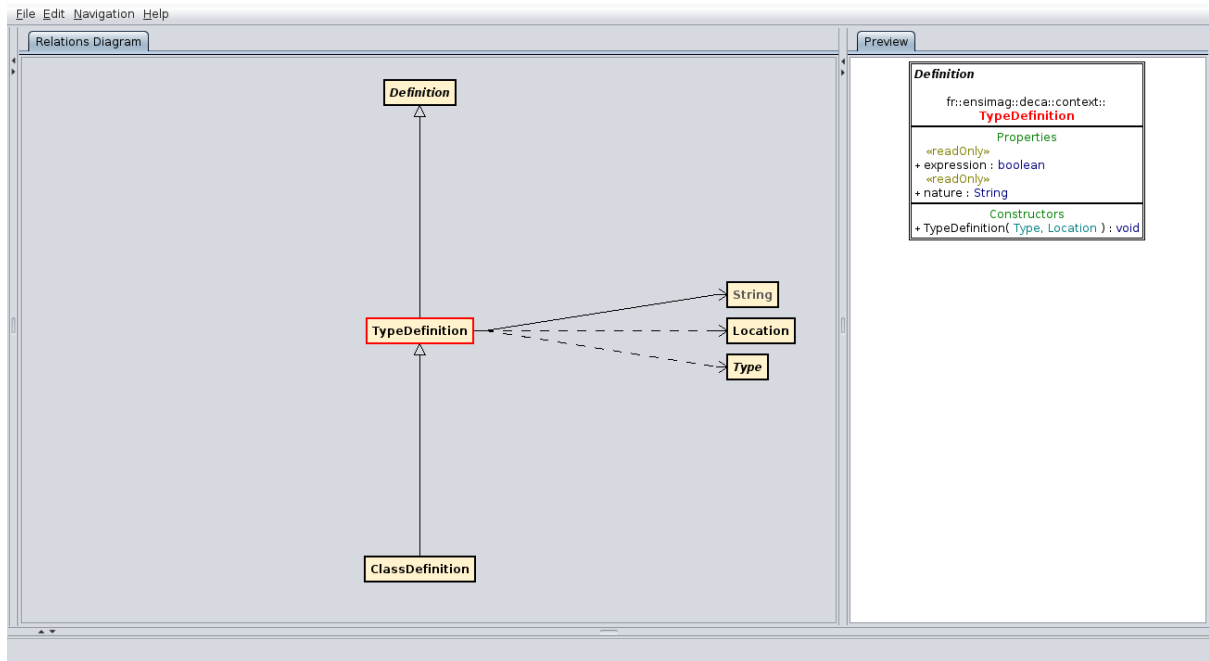 File Edit Navigation Help
Relations Diagram
Definition
TypeDefinition
String
Location
Type
ClassDefinition
Preview
Definition
fr::ensimag::deca::context::
TypeDefinition
Properties
«readOnly»
+ expression : boolean
«readOnly»
+ nature : String
Constructors
+ TypeDefinition( Type, Location ) : void